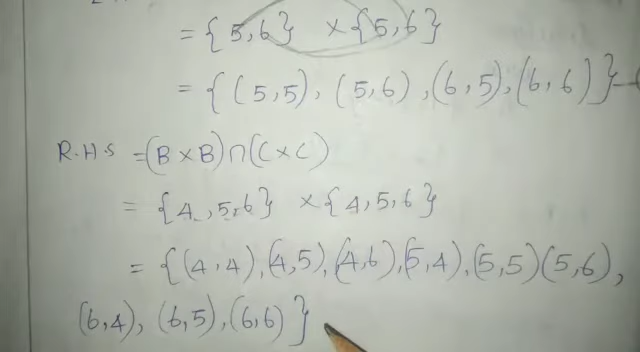 = {5,6} × {5,6}
= {(5,5), (5,6), (6,5), (6,6)}
R.H.S = (B×B)∩(C×C)
= {4,5,6} × {4,5,6}
= {(4,4),(4,5),(4,6),(5,4),(5,5)(5,6),
(6,4), (6,5), (6,6)}